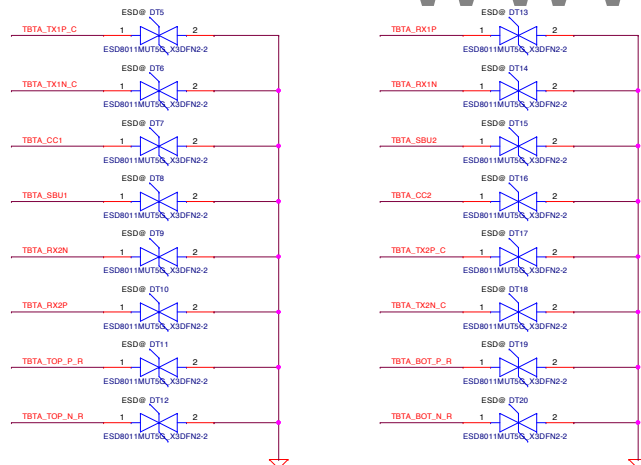 ESD@ DT5
TBTA_TX1P_C 1 2
ESD8011MUT5G_X3DFN2-2
ESD@ DT6
TBTA_TX1N_C 1 2
ESD8011MUT5G_X3DFN2-2
ESD@ DT7
TBTA_CC1 1 2
ESD8011MUT5G_X3DFN2-2
ESD@ DT8
TBTA_SBU1 1 2
ESD8011MUT5G_X3DFN2-2
ESD@ DT9
TBTA_RX2N 1 2
ESD8011MUT5G_X3DFN2-2
ESD@ DT10
TBTA_RX2P 1 2
ESD8011MUT5G_X3DFN2-2
ESD@ DT11
TBTA_TOP_P_R 1 2
ESD8011MUT5G_X3DFN2-2
ESD@ DT12
TBTA_TOP_N_R 1 2
ESD8011MUT5G_X3DFN2-2
ESD@ DT13
TBTA_RX1P 1 2
ESD8011MUT5G_X3DFN2-2
ESD@ DT14
TBTA_RX1N 1 2
ESD8011MUT5G_X3DFN2-2
ESD@ DT15
TBTA_SBU2 1 2
ESD8011MUT5G_X3DFN2-2
ESD@ DT16
TBTA_CC2 1 2
ESD8011MUT5G_X3DFN2-2
ESD@ DT17
TBTA_TX2P_C 1 2
ESD8011MUT5G_X3DFN2-2
ESD@ DT18
TBTA_TX2N_C 1 2
ESD8011MUT5G_X3DFN2-2
ESD@ DT19
TBTA_BOT_P_R 1 2
ESD8011MUT5G_X3DFN2-2
ESD@ DT20
TBTA_BOT_N_R 1 2
ESD8011MUT5G_X3DFN2-2